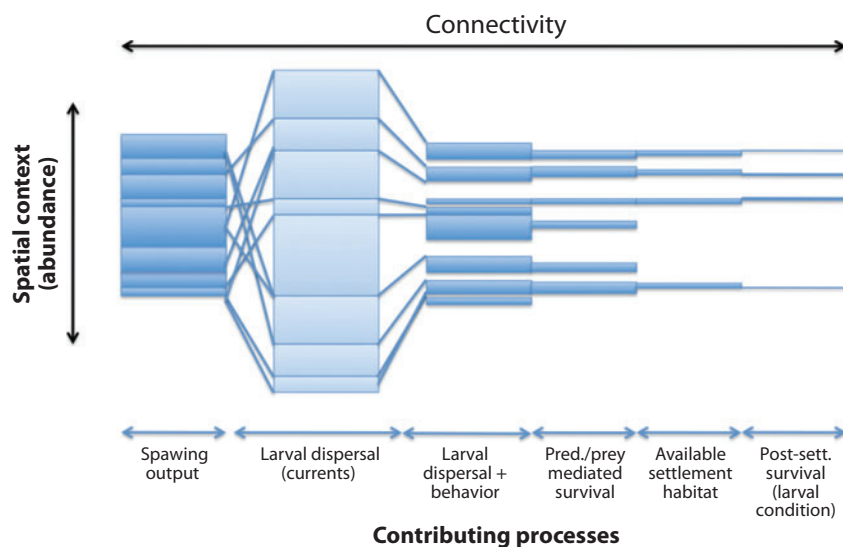 Connectivity
Spatial context
(abundance)
Spawing
output
Larval dispersal
(currents)
Larval
dispersal +
behavior
Pred./prey
mediated
survival
Available
settlement
habitat
Post-sett.
survival
(larval
condition)
Contributing processes